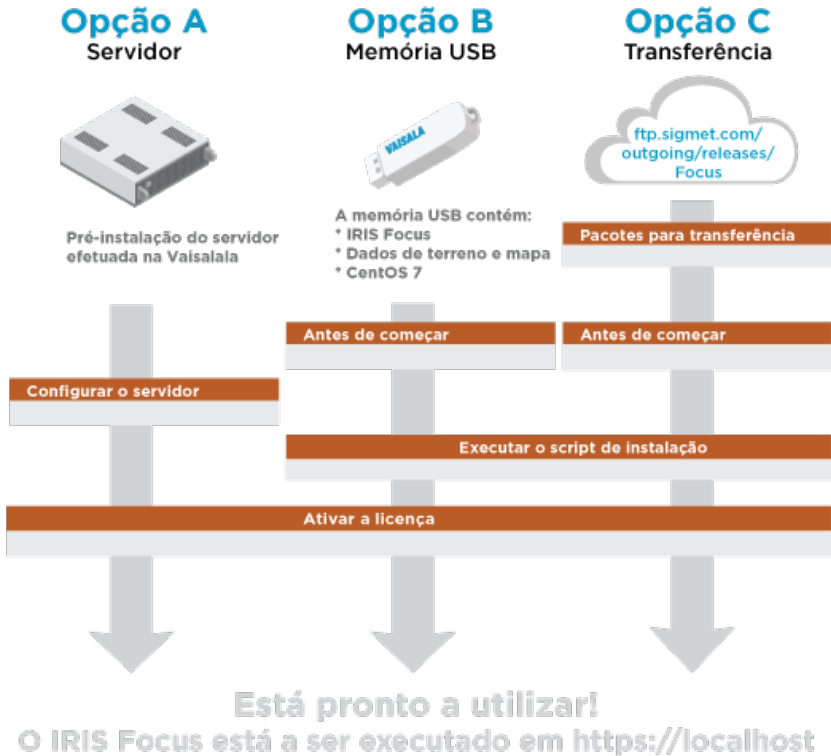 Opção A
Servidor
Opção B
Memória USB
Opção C
Transferência
VAISALA
ftp.sigmet.com/
outgoing/releases/
Focus
Pré-instalação do servidor
efetuada na Vaisalala
A memória USB contém:
* IRIS Focus
* Dados de terreno e mapa
* CentOS 7
Pacotes para transferência
Antes de começar
Antes de começar
Configurar o servidor
Executar o script de instalação
Ativar a licença
Está pronto a utilizar!
O IRIS Focus está a ser executado em https://localhost